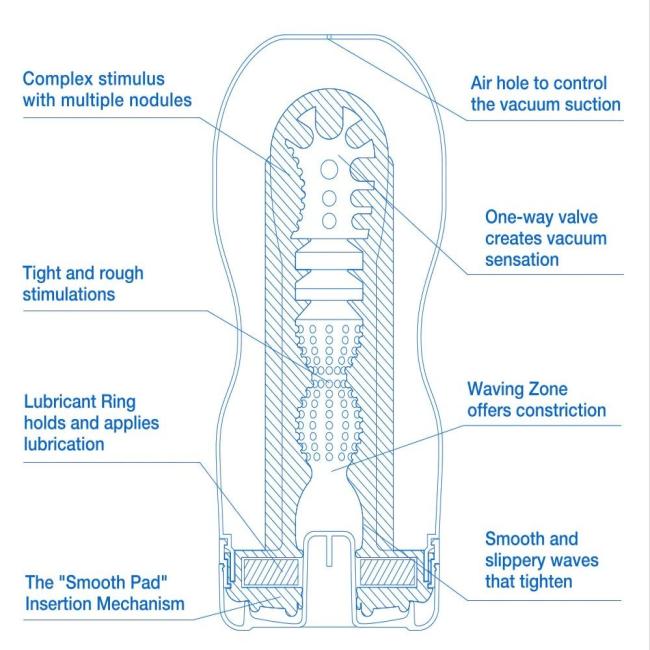 Complex stimulus
with multiple nodules
Air hole to control
the vacuum suction
One-way valve
creates vacuum
sensation
Tight and rough
stimulations
Waving Zone
offers constriction
Lubricant Ring
holds and applies
lubrication
Smooth and
slippery waves
that tighten
The "Smooth Pad"
Insertion Mechanism